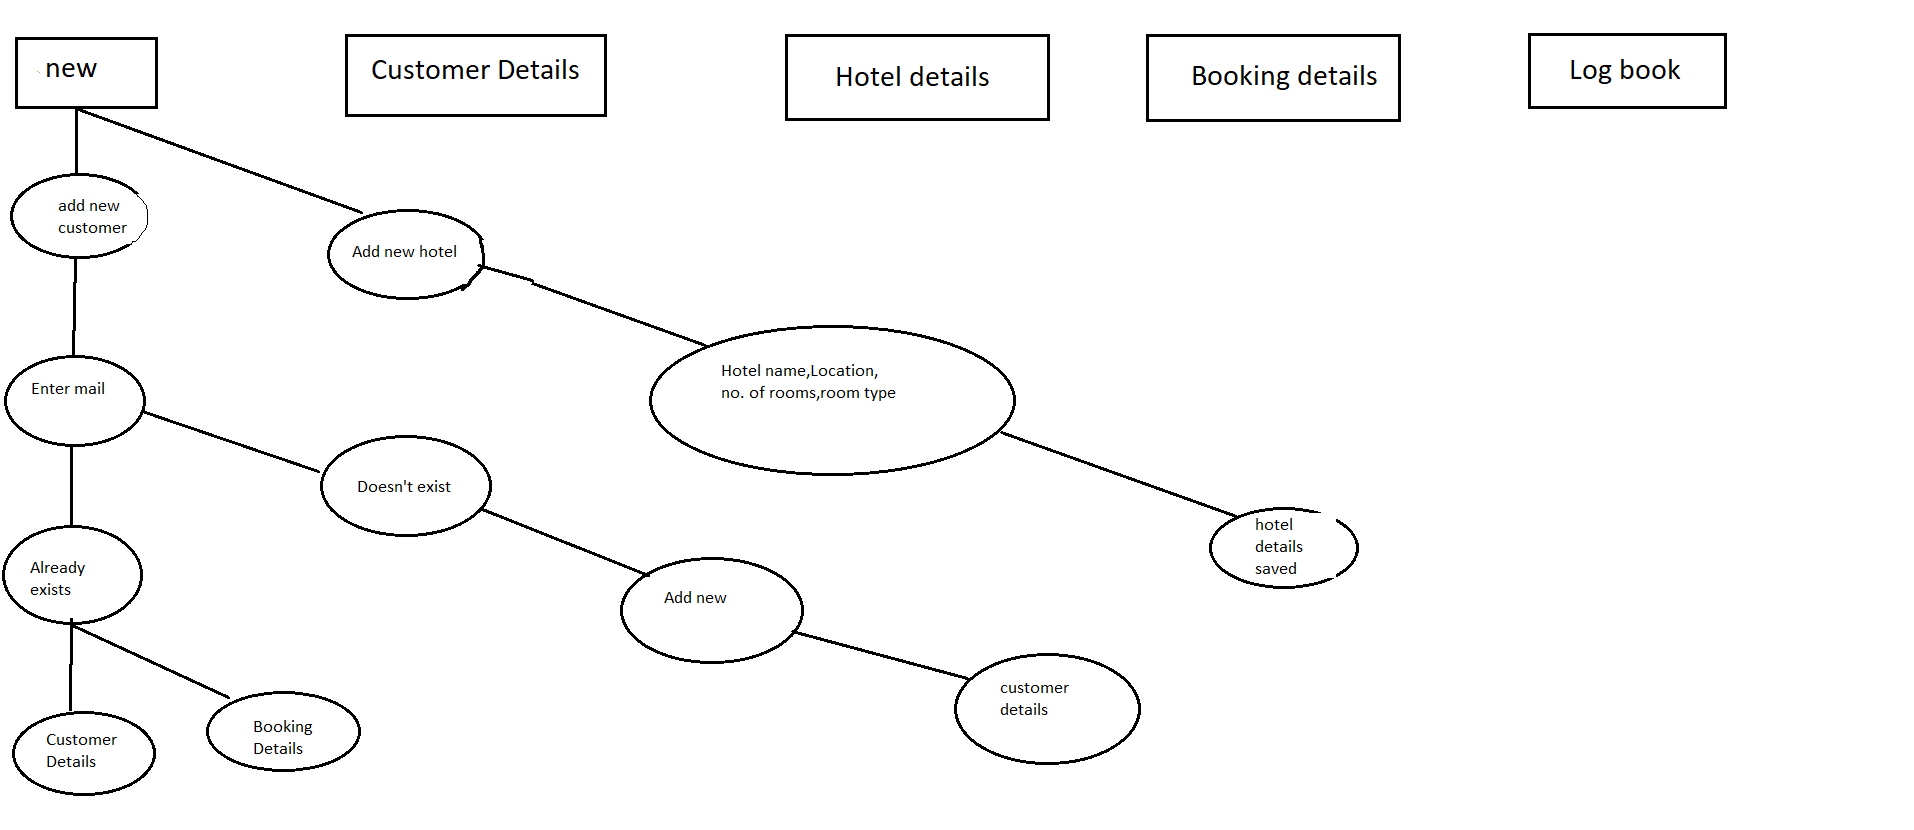 new
Customer Details
Hotel details
Booking details
Log book
add new
customer
Add new hotel
Hotel name,Location,
no. of rooms,room type
Enter mail
Doesn't exist
hotel
details
saved
Already
exists
Add new
customer
details
Booking
Details
Customer
Details